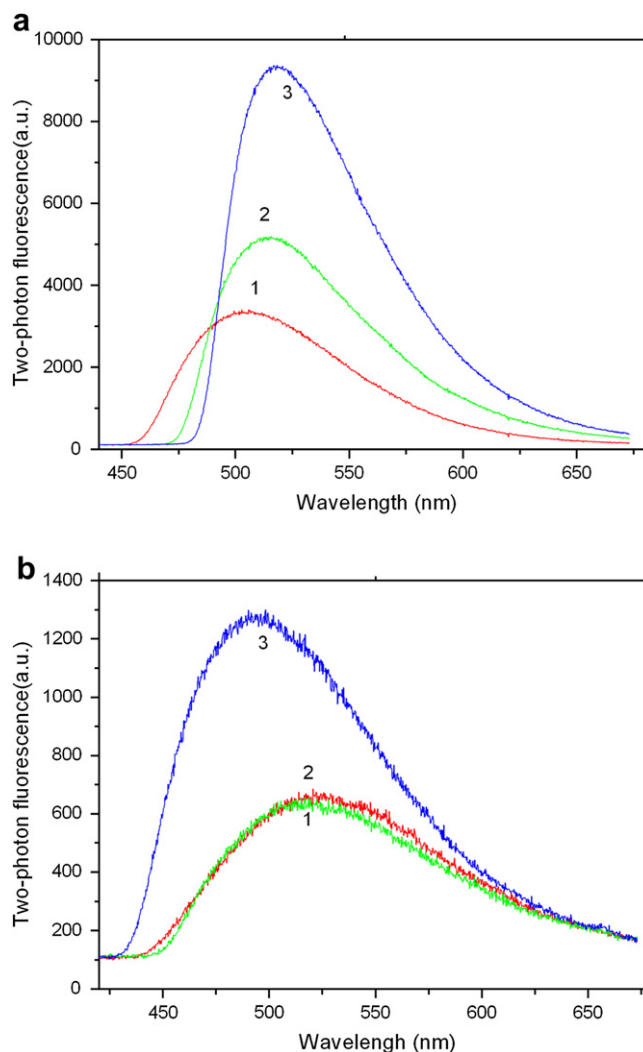 a
10000
8000
6000
4000
2000
0
Two-photon fluorescence(a.u.)
3
2
1
450 500 550 600 650
Wavelength (nm)
b
1400
1200
1000
800
600
400
200
0
Two-photon fluorescence(a.u.)
3
2
1
450 500 550 600 650
Wavelengh (nm)